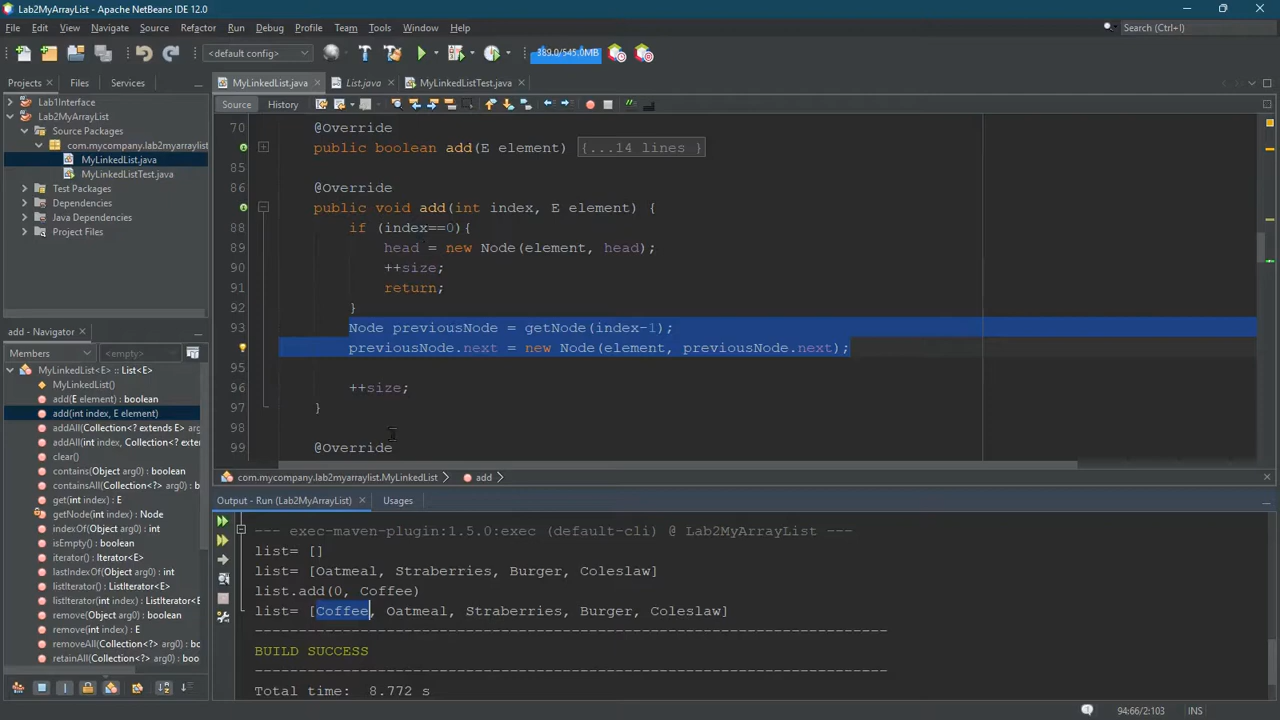 Lab2MyArrayList - Apache NetBeans IDE 12.0
File Edit View Navigate Source Refactor Run Debug Profile Team Tools Window Help
Search (Ctrl+I)
<default config>
389.0/545.0MB
Projects Files Services
MyLinkedList.java List.java MyLinkedListTest.java
Source History
Lab1Interface
Lab2MyArrayList
Source Packages
com.mycompany.lab2myarraylist
MyLinkedList.java
MyLinkedListTest.java
Test Packages
Dependencies
Java Dependencies
Project Files
70 @Override
public boolean add(E element) {...14 lines }
85
86 @Override
public void add(int index, E element) {
88 if (index==0){
89 head = new Node(element, head);
90 ++size;
91 return;
92 }
93 Node previousNode = getNode(index-1);
previousNode.next = new Node(element, previousNode.next);
95
96 ++size;
97 }
98
99 @Override
add - Navigator
Members <empty>
MyLinkedList<E> :: List<E>
MyLinkedList()
add(E element) : boolean
add(int index, E element)
addAll(Collection<? extends E>
addAll(int index, Collection<? exter
clear()
contains(Object arg0) : boolean
containsAll(Collection<?> arg0) : b
get(int index) : E
getNode(int index) : Node
indexOf(Object arg0) : int
isEmpty() : boolean
iterator() : Iterator<E>
lastIndexOf(Object arg0) : int
listIterator() : ListIterator<E>
listIterator(int index) : ListIterator<E
remove(Object arg0) : boolean
remove(int index) : E
removeAll(Collection<?> arg0) : bo
retainAll(Collection<?> arg0) : boo
com.mycompany.lab2myarraylist.MyLinkedList add
Output - Run (Lab2MyArrayList) Usages
--- exec-maven-plugin:1.5.0:exec (default-cli) @ Lab2MyArrayList ---
list= []
list= [Oatmeal, Straberries, Burger, Coleslaw]
list.add(0, Coffee)
list= [Coffee, Oatmeal, Straberries, Burger, Coleslaw]
------------------------------------------------------------------------
BUILD SUCCESS
------------------------------------------------------------------------
Total time: 8.772 s
94:66/2:103 INS